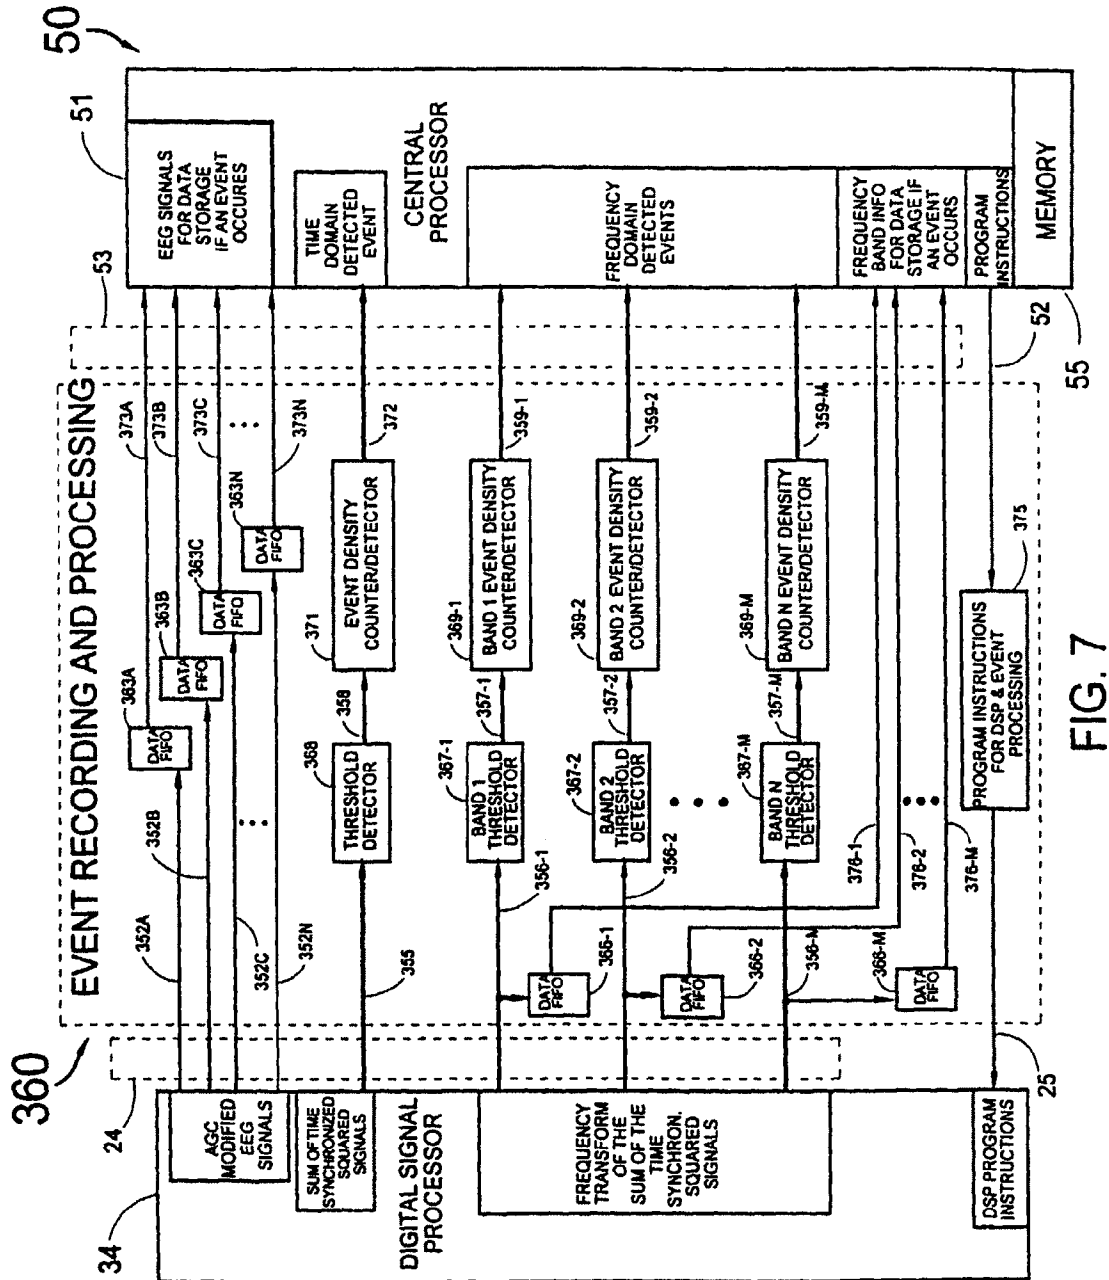 EVENT RECORDING AND PROCESSING
360
50
34
24
53
51
DIGITAL SIGNAL
PROCESSOR
AGC
MODIFIED
EEG
SIGNALS
SUM OF TIME
SYNCHRONIZED
SQUARED
SIGNALS
FREQUENCY
TRANSFORM
OF THE
SUM OF THE
TIME
SYNCHRON.
SQUARED
SIGNALS
DSP PROGRAM
INSTRUCTIONS
25
352A
352B
352C
352N
363A
DATA
FIFO
363B
DATA
FIFO
363C
DATA
FIFO
363N
DATA
FIFO
373A
373B
373C
373N
355
368
THRESHOLD
DETECTOR
358
371
EVENT DENSITY
COUNTER/DETECTOR
372
356-1
367-1
BAND 1
THRESHOLD
DETECTOR
357-1
369-1
BAND 1 EVENT DENSITY
COUNTER/DETECTOR
359-1
DATA
FIFO
366-1
356-2
367-2
BAND 2
THRESHOLD
DETECTOR
357-2
369-2
BAND 2 EVENT DENSITY
COUNTER/DETECTOR
359-2
DATA
FIFO
366-2
356-M
367-M
BAND N
THRESHOLD
DETECTOR
357-M
369-M
BAND N EVENT DENSITY
COUNTER/DETECTOR
359-M
366-M
DATA
FIFO
376-1
376-2
376-M
PROGRAM INSTRUCTIONS
FOR DSP & EVENT
PROCESSING
375
52
55
EEG SIGNALS
FOR DATA
STORAGE
IF AN EVENT
OCCURES
TIME
DOMAIN
DETECTED
EVENT
CENTRAL
PROCESSOR
FREQUENCY
DOMAIN
DETECTED
EVENTS
FREQUENCY
BAND INFO
FOR DATA
STORAGE IF
AN EVENT
OCCURS
PROGRAM
INSTRUCTIONS
MEMORY
FIG. 7